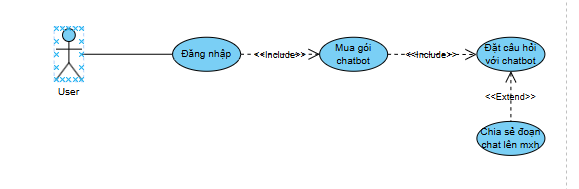 Đăng nhập
<<Include>>
Mua gói
chatbot
<<Include>>
Đặt câu hỏi
với chatbot
User
<<Extend>>
Chia sẻ đoạn
chat lên mxh